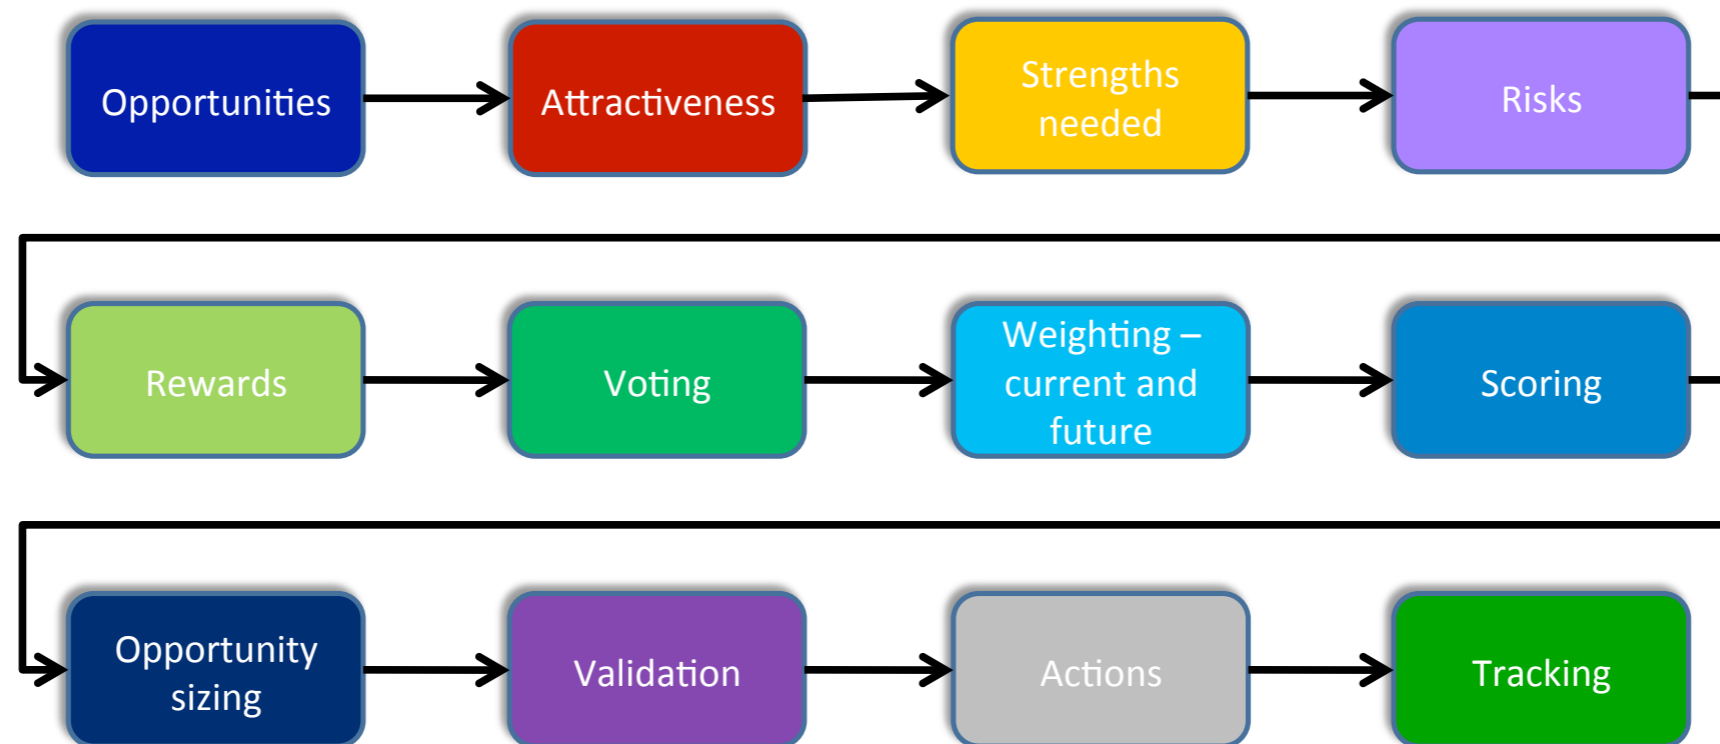 Opportunities
Attractiveness
Strengths
needed
Risks
Rewards
Voting
Weighting –
current and
future
Scoring
Opportunity
sizing
Validation
Actions
Tracking